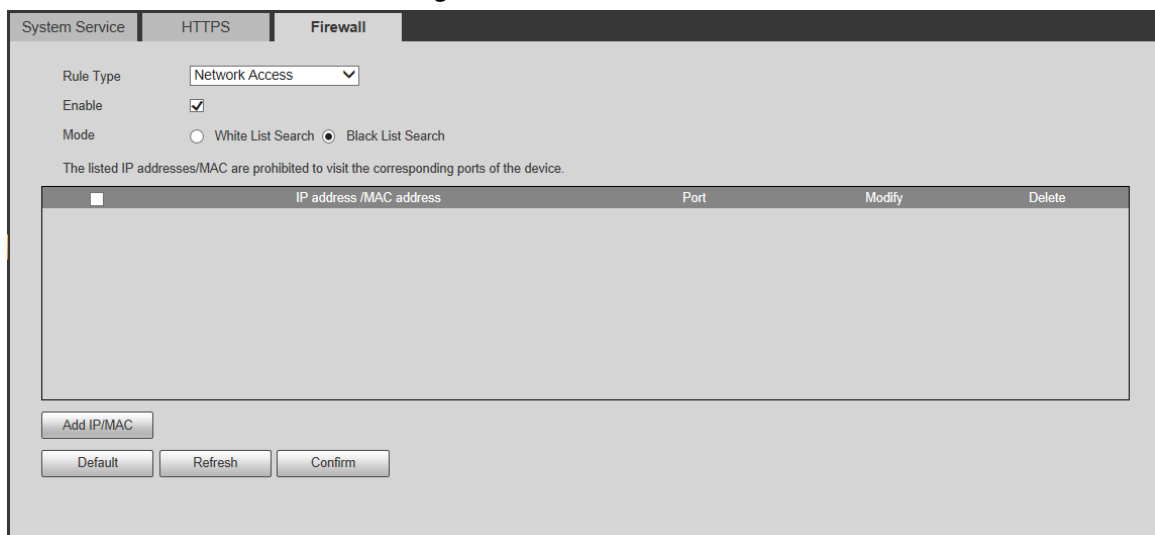 System Service HTTPS Firewall
Rule Type Network Access
Enable
Mode White List Search Black List Search
The listed IP addresses/MAC are prohibited to visit the corresponding ports of the device.
IP address /MAC address Port Modify Delete
Add IP/MAC
Default Refresh Confirm